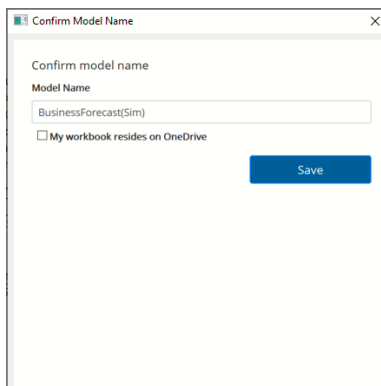 Confirm Model Name
Confirm model name
Model Name
BusinessForecast(Sim)
My workbook resides on OneDrive
Save